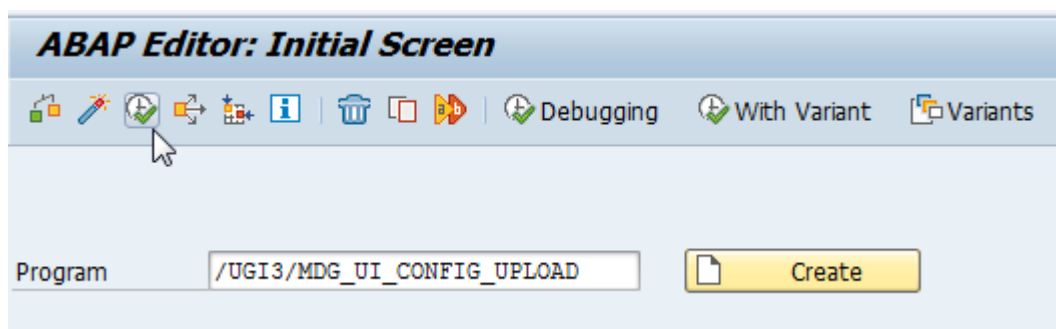 ABAP Editor: Initial Screen
Debugging With Variant Variants
Program /UGI3/MDG_UI_CONFIG_UPLOAD Create